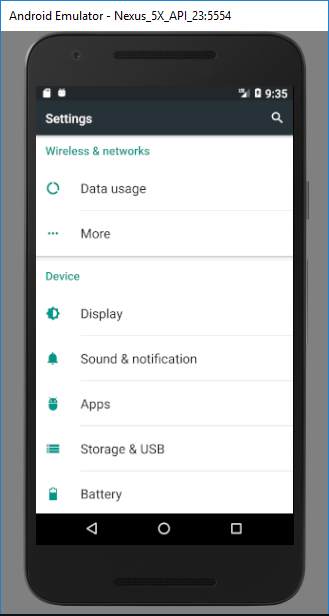 Android Emulator - Nexus_5X_API_23:5554
9:35
Settings
Wireless & networks
Data usage
More
Device
Display
Sound & notification
Apps
Storage & USB
Battery